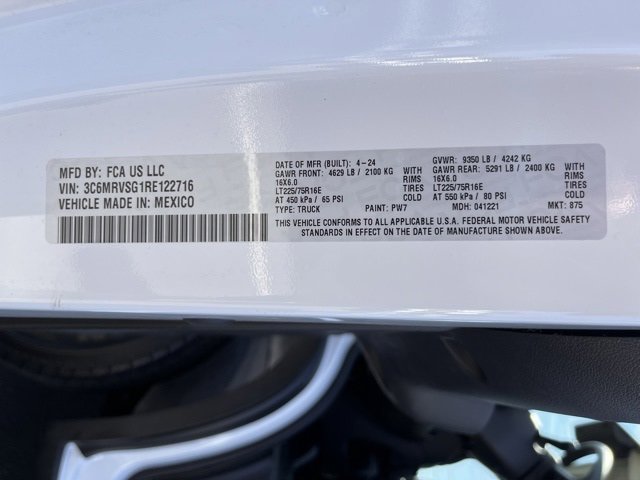 MFD BY: FCA US LLC
VIN: 3C6MRVSG1RE122716
VEHICLE MADE IN: MEXICO
DATE OF MFR (BUILT): 4-24
GAWR FRONT: 4629 LB / 2100 KG
16X6.0 RIMS
LT225/75R16E TIRES
AT 450 kPa / 65 PSI COLD
TYPE: TRUCK PAINT: PW7
GVWR: 9350 LB / 4242 KG
GAWR REAR: 5291 LB / 2400 KG
16X6.0 RIMS
LT225/75R16E TIRES
AT 550 kPa / 80 PSI COLD
MDH: 041221 MKT: 875
THIS VEHICLE CONFORMS TO ALL APPLICABLE U.S.A. FEDERAL MOTOR VEHICLE SAFETY
STANDARDS IN EFFECT ON THE DATE OF MANUFACTURE SHOWN ABOVE.